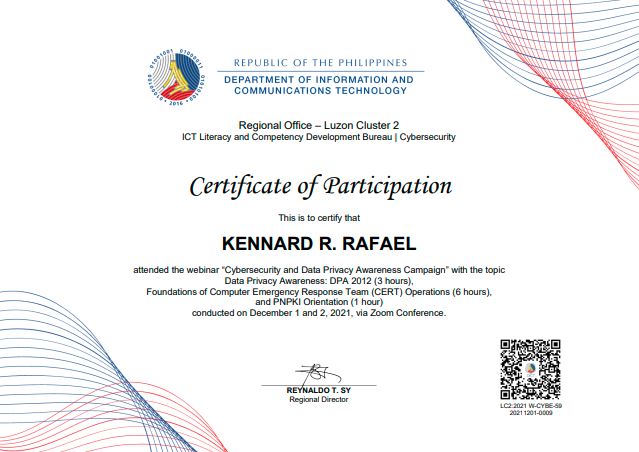 REPUBLIC OF THE PHILIPPINES
DEPARTMENT OF INFORMATION AND
COMMUNICATIONS TECHNOLOGY
2016
Regional Office – Luzon Cluster 2
ICT Literacy and Competency Development Bureau | Cybersecurity
Certificate of Participation
This is to certify that
KENNARD R. RAFAEL
attended the webinar “Cybersecurity and Data Privacy Awareness Campaign” with the topic
Data Privacy Awareness: DPA 2012 (3 hours),
Foundations of Computer Emergency Response Team (CERT) Operations (6 hours),
and PNPKI Orientation (1 hour)
conducted on December 1 and 2, 2021, via Zoom Conference.
REYNALDO T. SY
Regional Director
LC2:2021 W-CYBE-59
20211201-0009